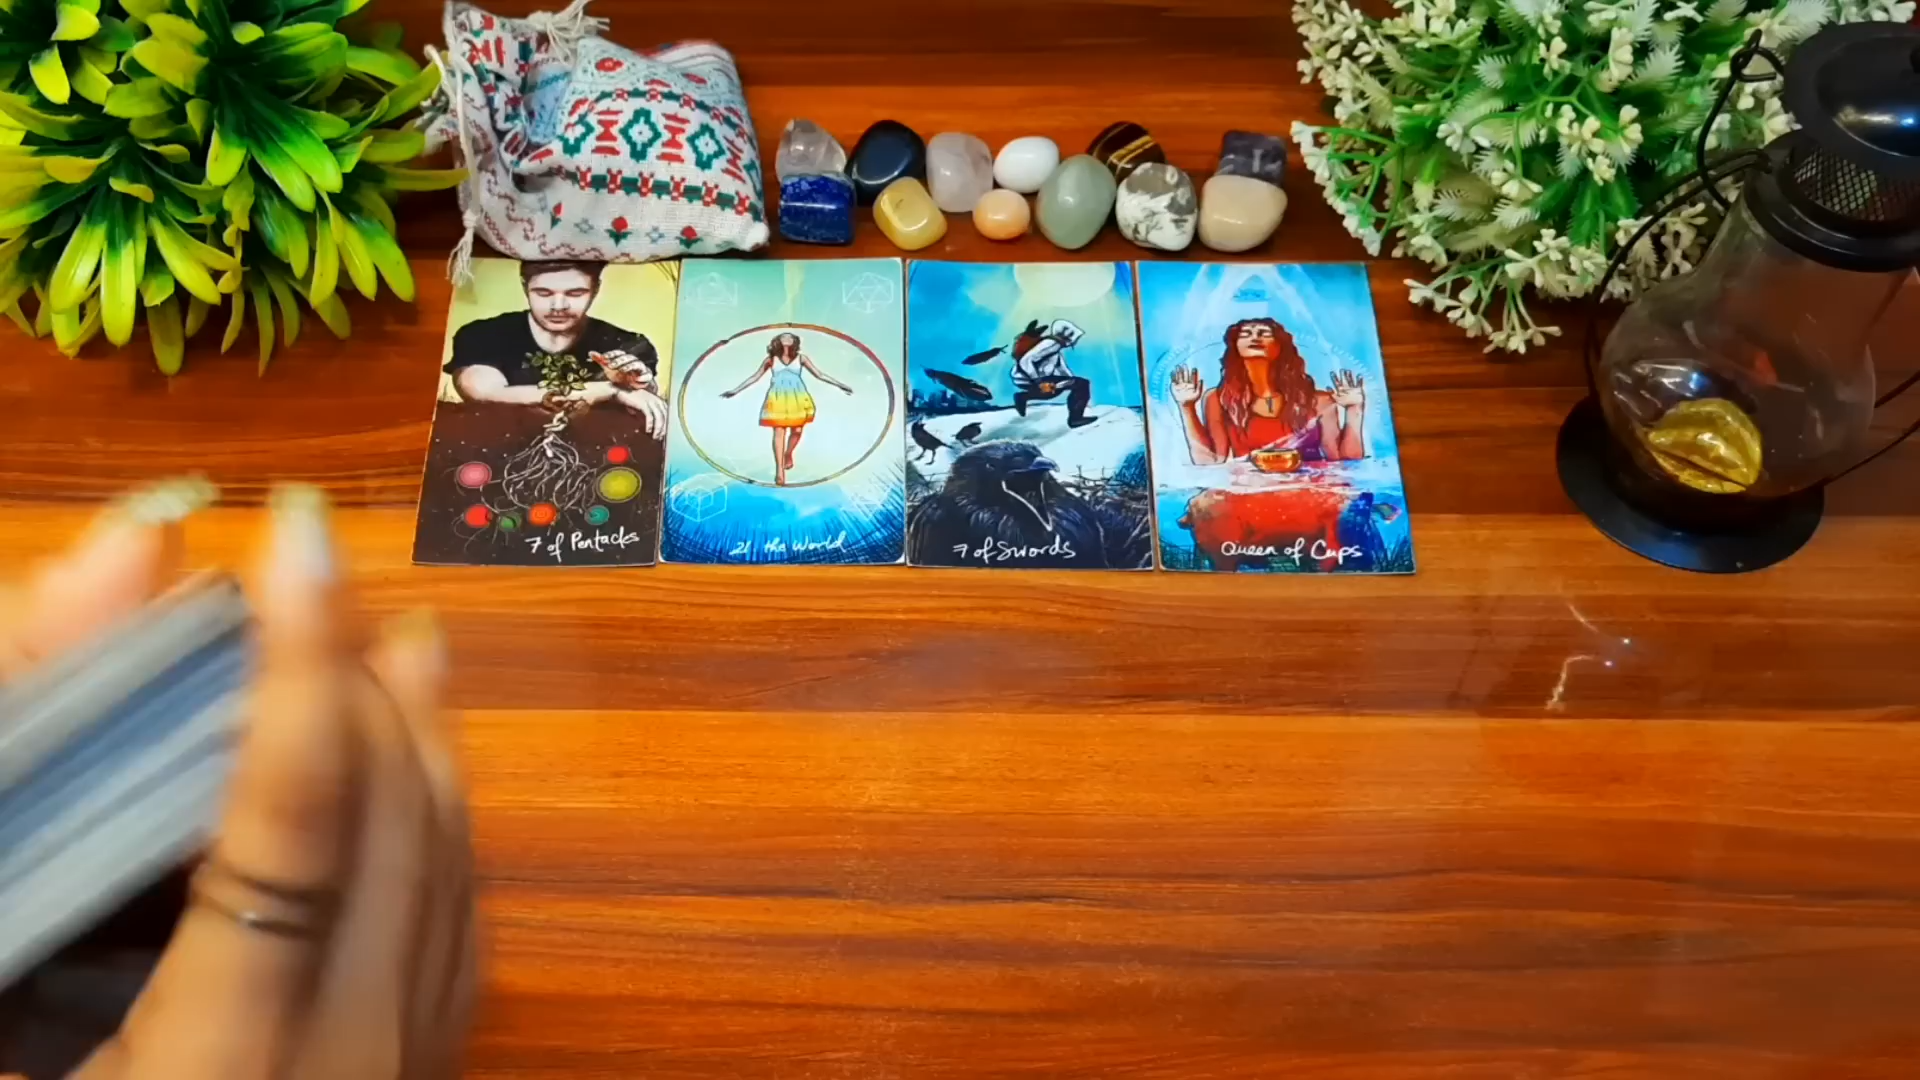 7 of Pentacles
21 the World
7 of Swords
Queen of Cups